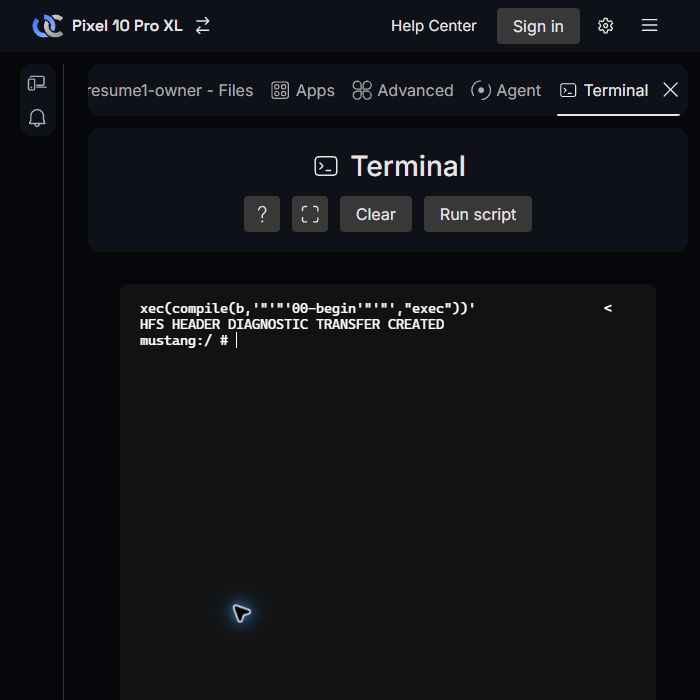 Pixel 10 Pro XL
Help Center
Sign in
resume1-owner - Files
Apps
Advanced
Agent
Terminal
Terminal
?
Clear
Run script
xec(compile(b,'"'"'00-begin'"'"',"exec"))' <
HFS HEADER DIAGNOSTIC TRANSFER CREATED
mustang:/ #